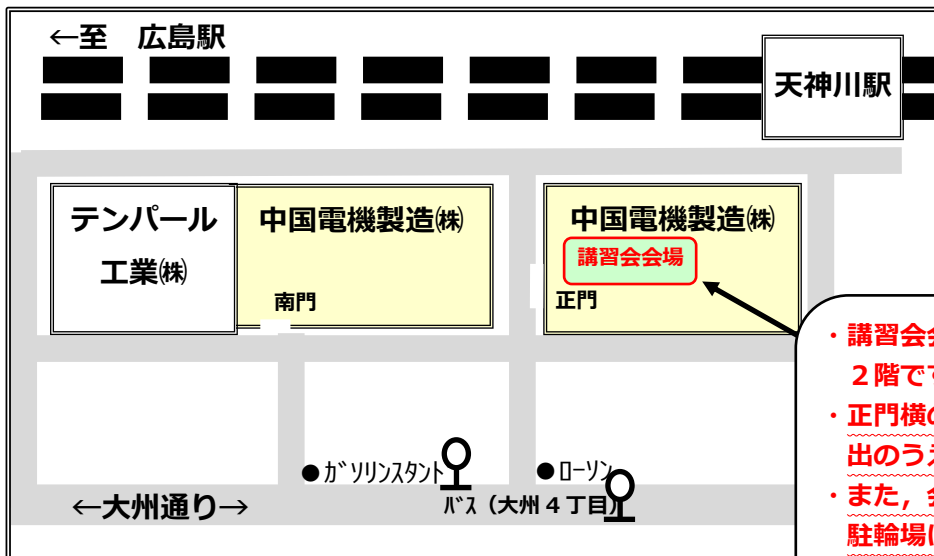 ←至 広島駅
天神川駅
テンパール
工業㈱
中国電機製造㈱
南門
中国電機製造㈱
講習会会場
正門
・講習会
２階で
・正門横
出のうえ
・また，
駐輪場
●ｶﾞｿﾘﾝｽﾀﾝﾄ
●ﾛｰｿﾝ
←大州通り→
ﾊﾞｽ（大州４丁目）